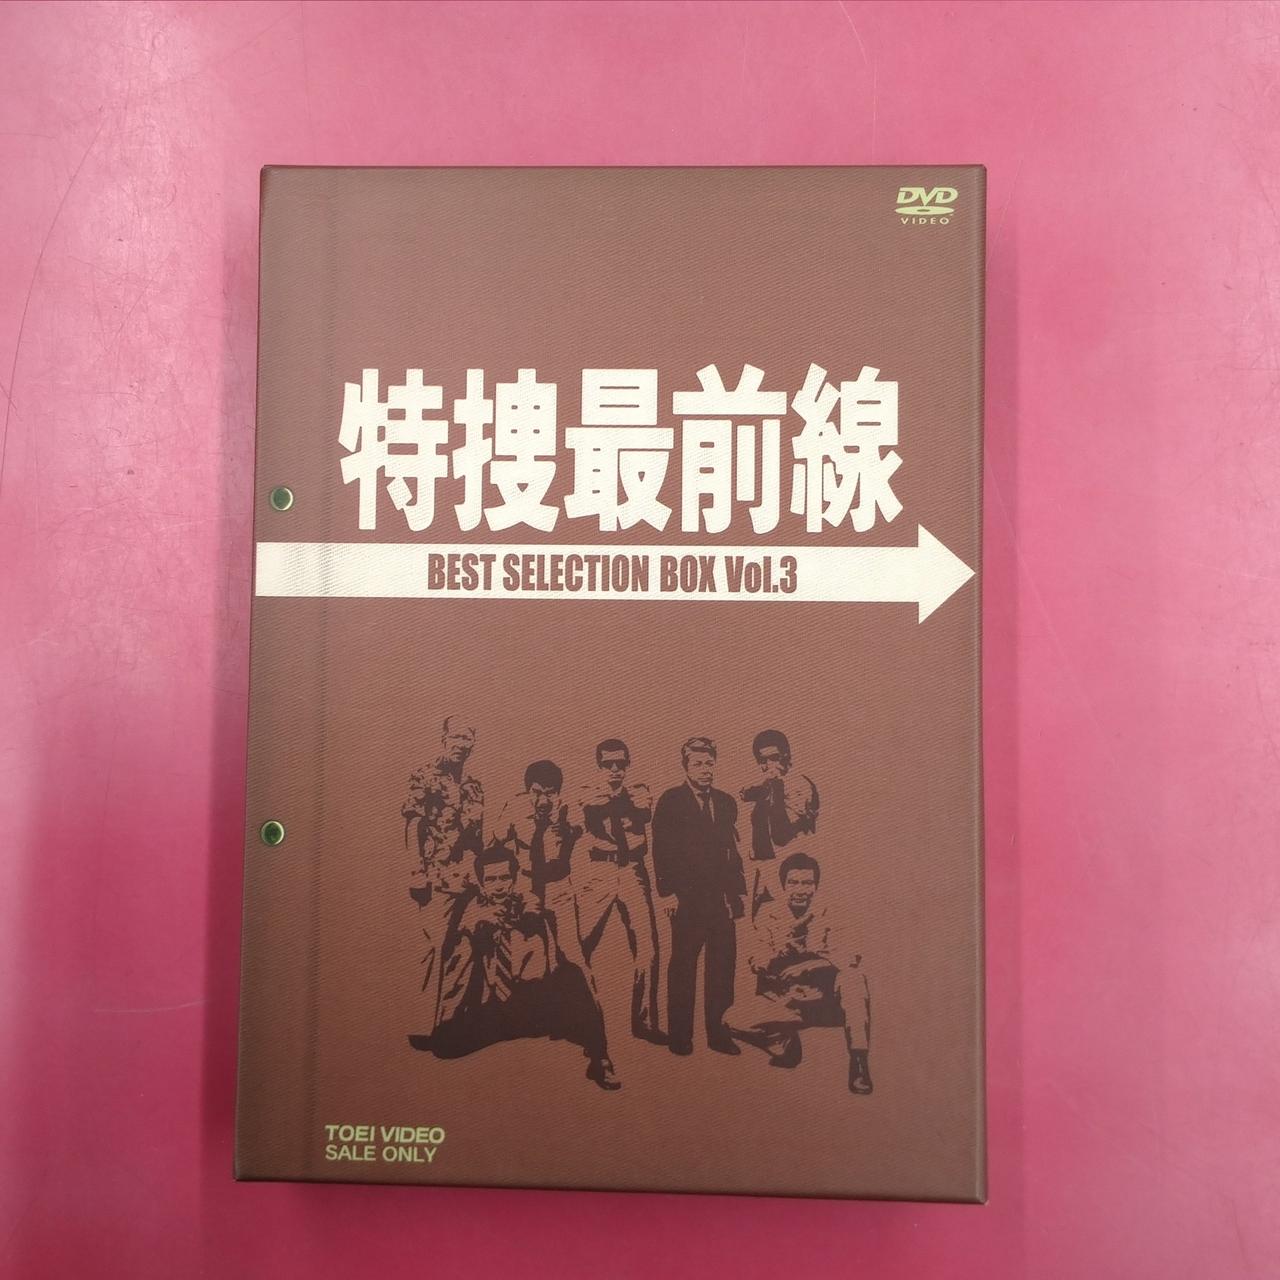 DVD
VIDEO
特捜最前線
BEST SELECTION BOX Vol.3
TOEI VIDEO
SALE ONLY